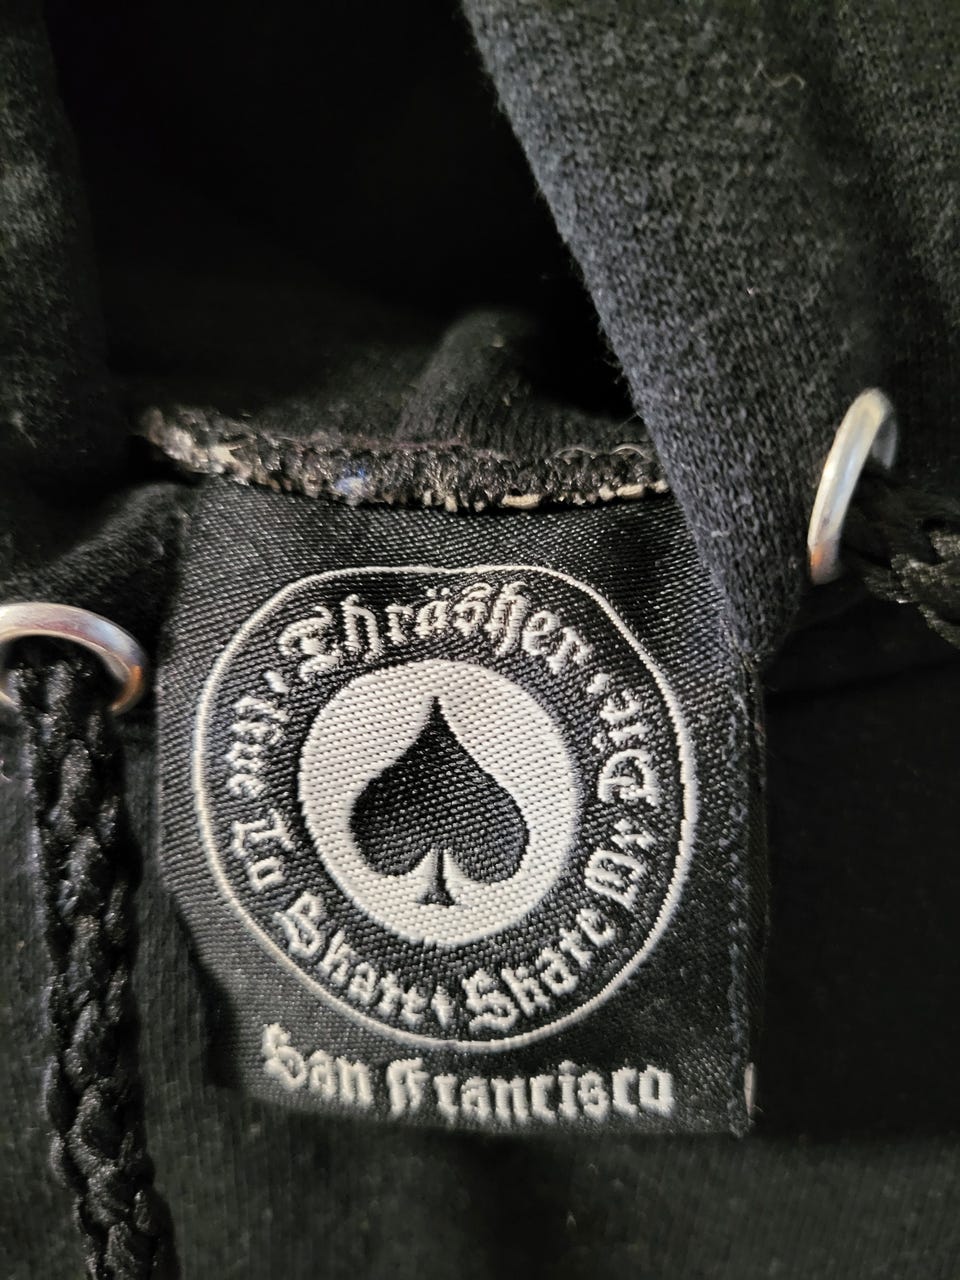 Thrasher
Live To Skate
Skate Or Die
San Francisco